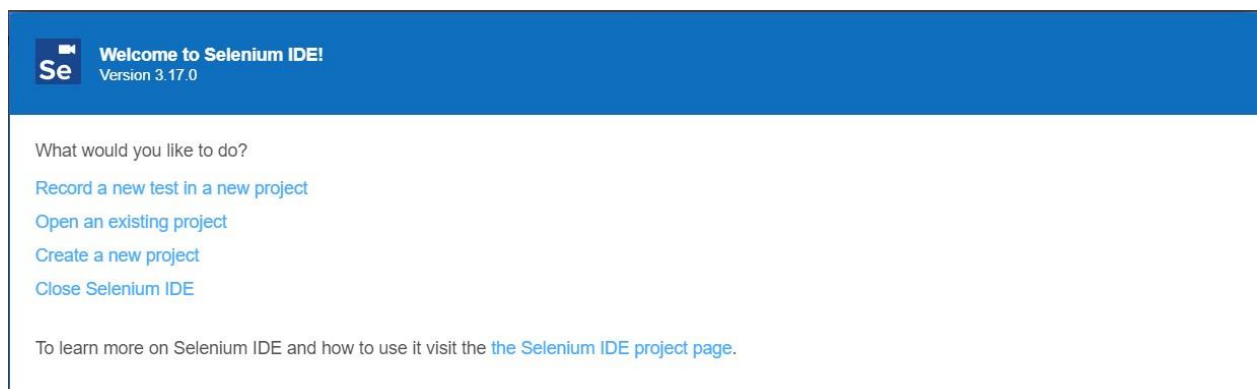 Se
Welcome to Selenium IDE!
Version 3.17.0
What would you like to do?
Record a new test in a new project
Open an existing project
Create a new project
Close Selenium IDE
To learn more on Selenium IDE and how to use it visit the the Selenium IDE project page.